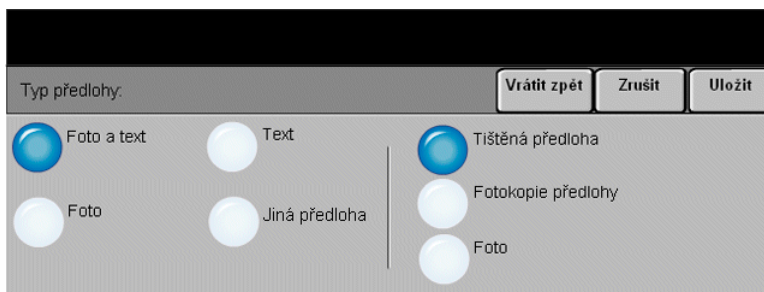 Typ předlohy: Vrátit zpět Zrušit Uložit
Foto a text Text Tištěná předloha
Fotokopie předlohy
Foto Jiná předloha
Foto